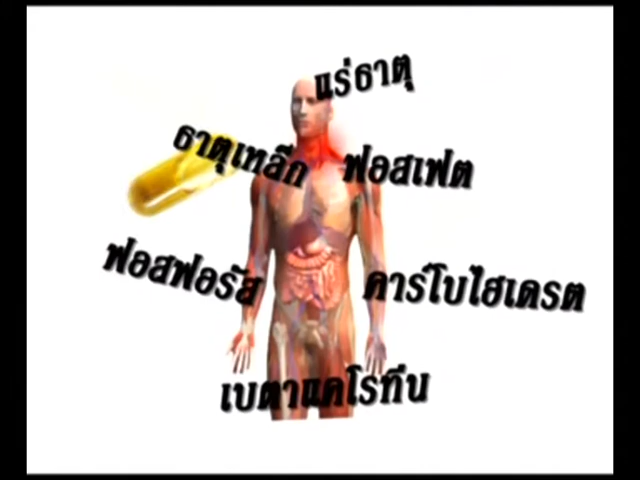 แร่ธาตุ
ธาตุเหล็ก
ฟอสเฟต
ฟอสฟอรัส
คาร์โบไฮเดรต
เบตาแคโรทีน